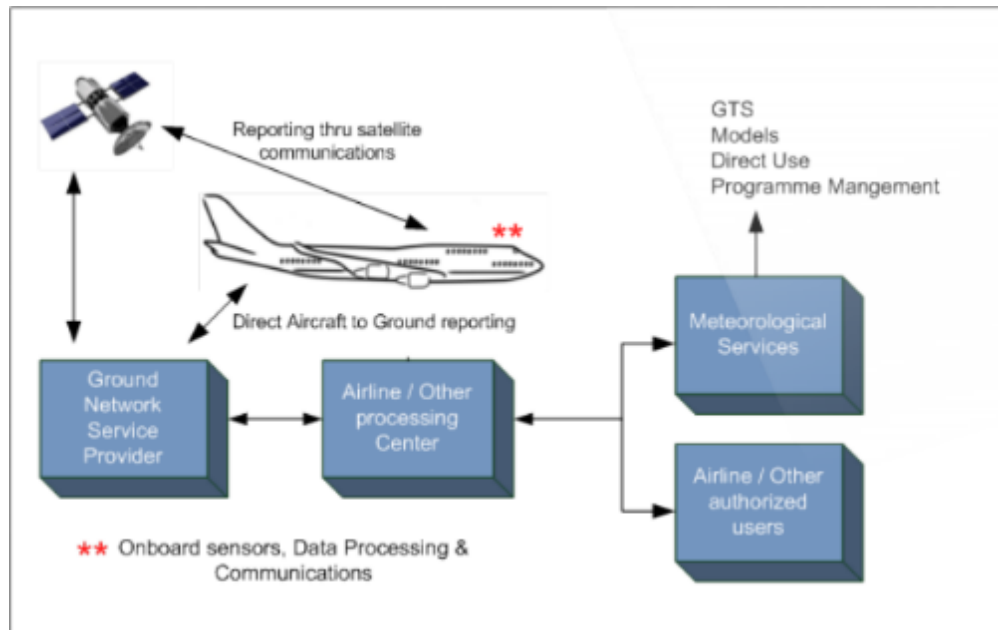 Reporting thru satellite
communications
GTS
Models
Direct Use
Programme Mangement
**
Direct Aircraft to Ground reporting
Ground
Network
Service
Provider
Airline / Other
processing
Center
Meteorological
Services
Airline / Other
authorized
users
** Onboard sensors, Data Processing &
Communications